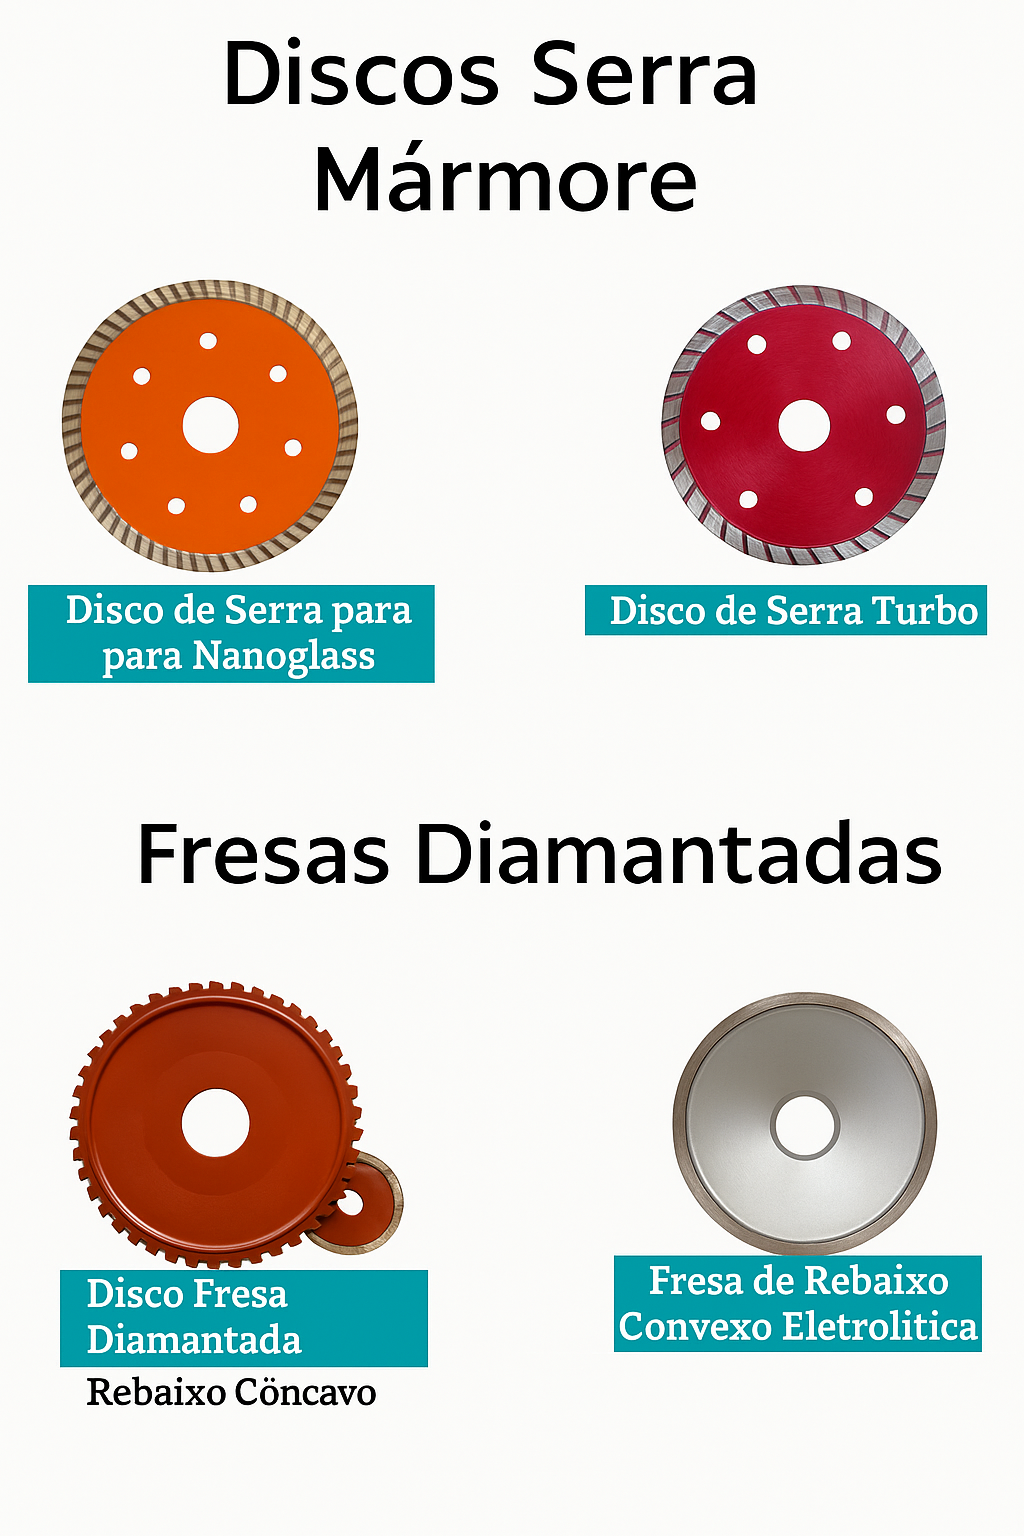 Discos Serra
Mármore
Disco de Serra para
para Nanoglass
Disco de Serra Turbo
Fresas Diamantadas
Disco Fresa
Diamantada
Rebaixo Cöncavo
Fresa de Rebaixo
Convexo Eletrolitica